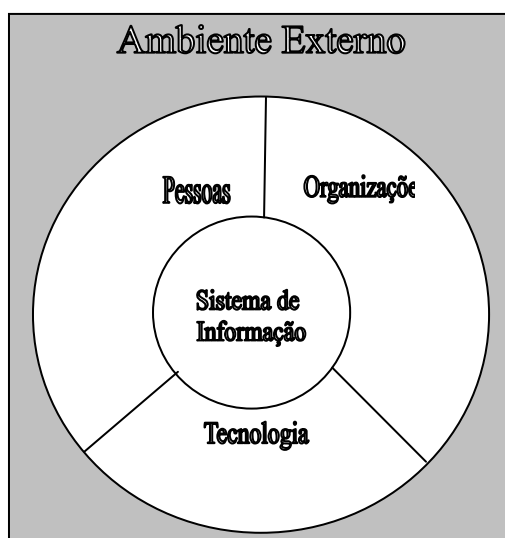 Ambiente Externo
Pessoas
Organizaçõe
Sistema de
Informação
Tecnologia